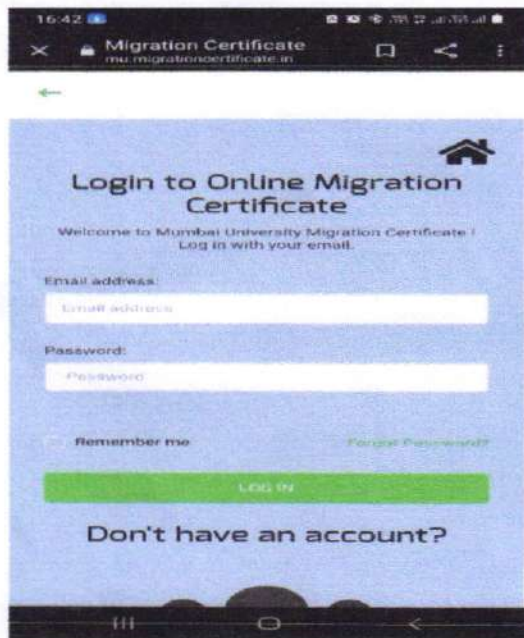 16:42
Migration Certificate
mu.migrationcertificate.in
Login to Online Migration
Certificate
Welcome to Mumbai University Migration Certificate !
Log in with your email.
Email address:
Email address
Password:
Password
Remember me
Forgot Password?
LOG IN
Don't have an account?